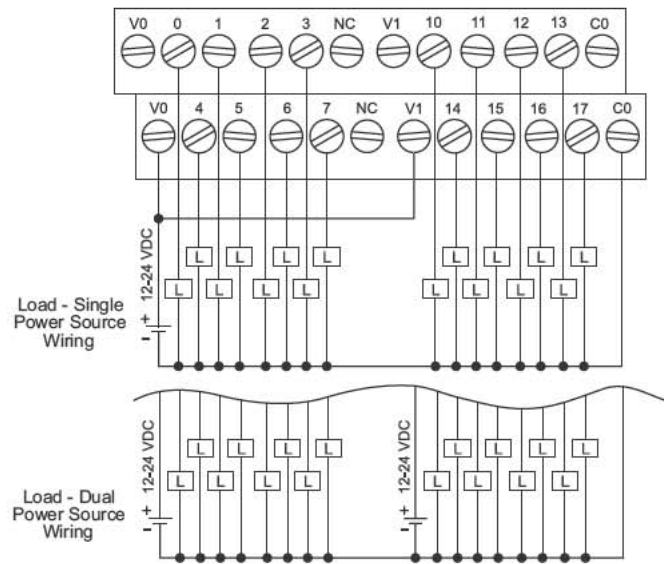 V0 0 1 2 3 NC V1 10 11 12 13 C0
V0 4 5 6 7 NC V1 14 15 16 17 C0
12-24 VDC
L L L L L L L L
L L L L L L L L
Load - Single
Power Source
Wiring
+
-
12-24 VDC
12-24 VDC
L L L L L L L L
L L L L L L L L
Load - Dual
Power Source
Wiring
+
-
+
-